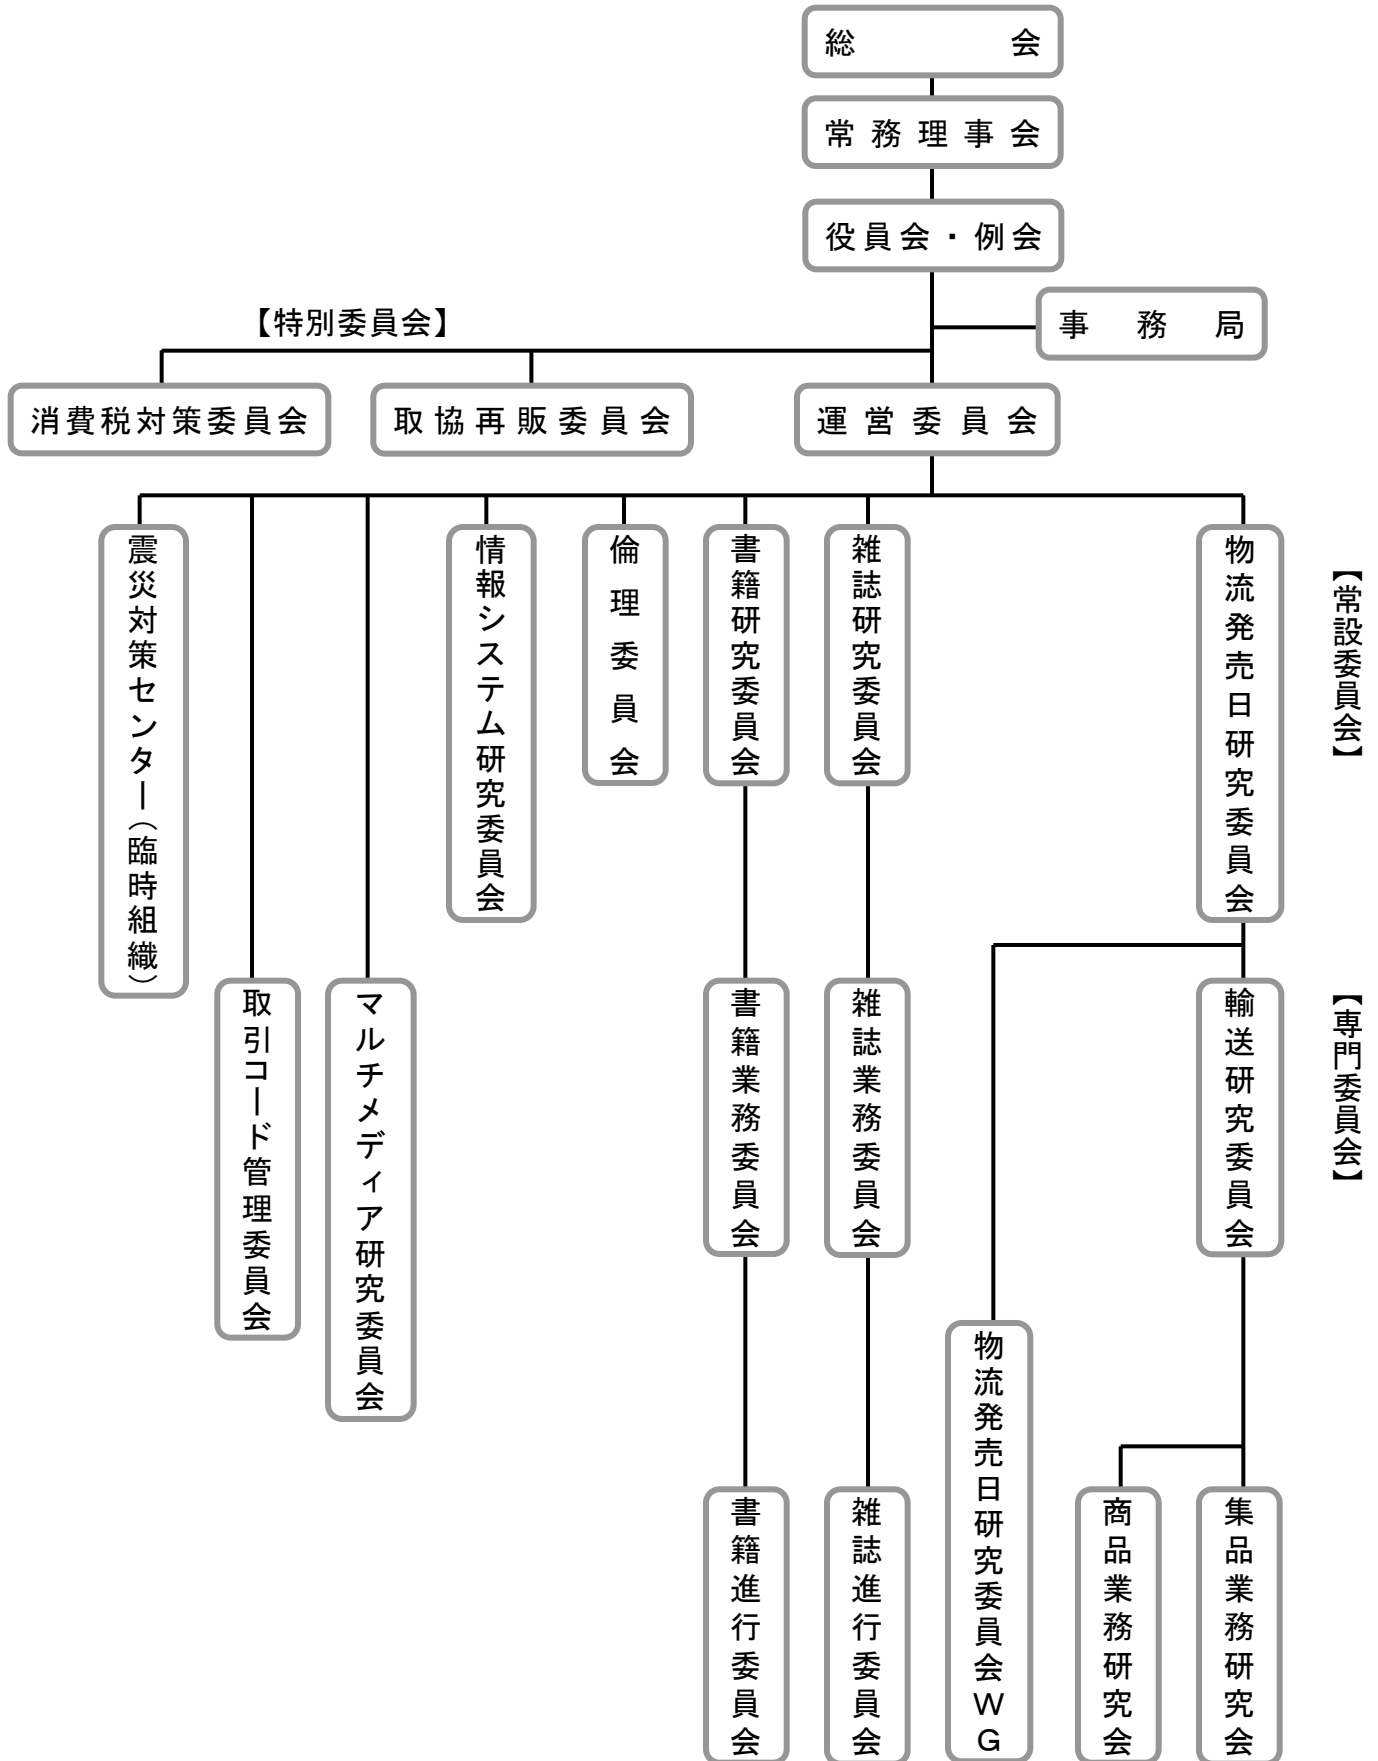 総会
常務理事会
役員会・例会
事務局
【特別委員会】
消費税対策委員会
取協再販委員会
運営委員会
震災対策センター（臨時組織）
取引コード管理委員会
マルチメディア研究委員会
情報システム研究委員会
倫理委員会
書籍研究委員会
雑誌研究委員会
物流発売日研究委員会
【常設委員会】
書籍業務委員会
雑誌業務委員会
輸送研究委員会
【専門委員会】
書籍進行委員会
雑誌進行委員会
物流発売日研究委員会ＷＧ
商品業務研究会
集品業務研究会